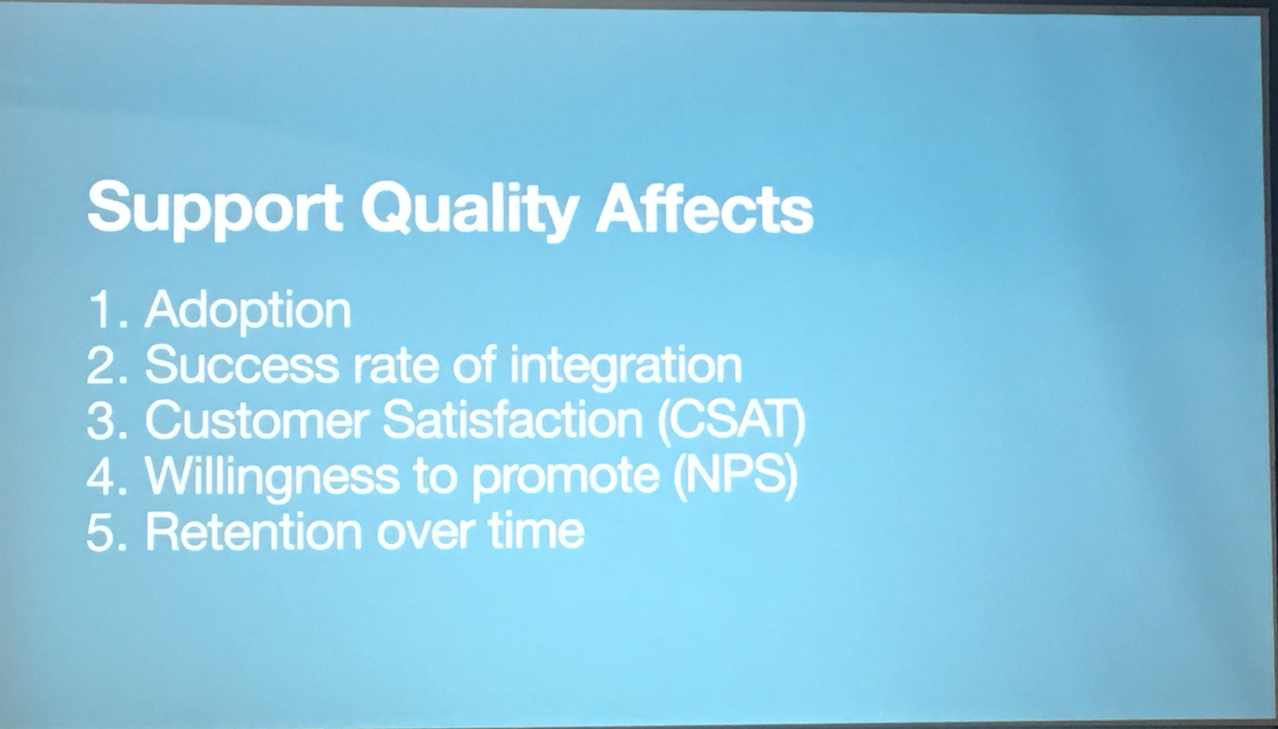 Support Quality Affects
1. Adoption
2. Success rate of integration
3. Customer Satisfaction (CSAT)
4. Willingness to promote (NPS)
5. Retention over time